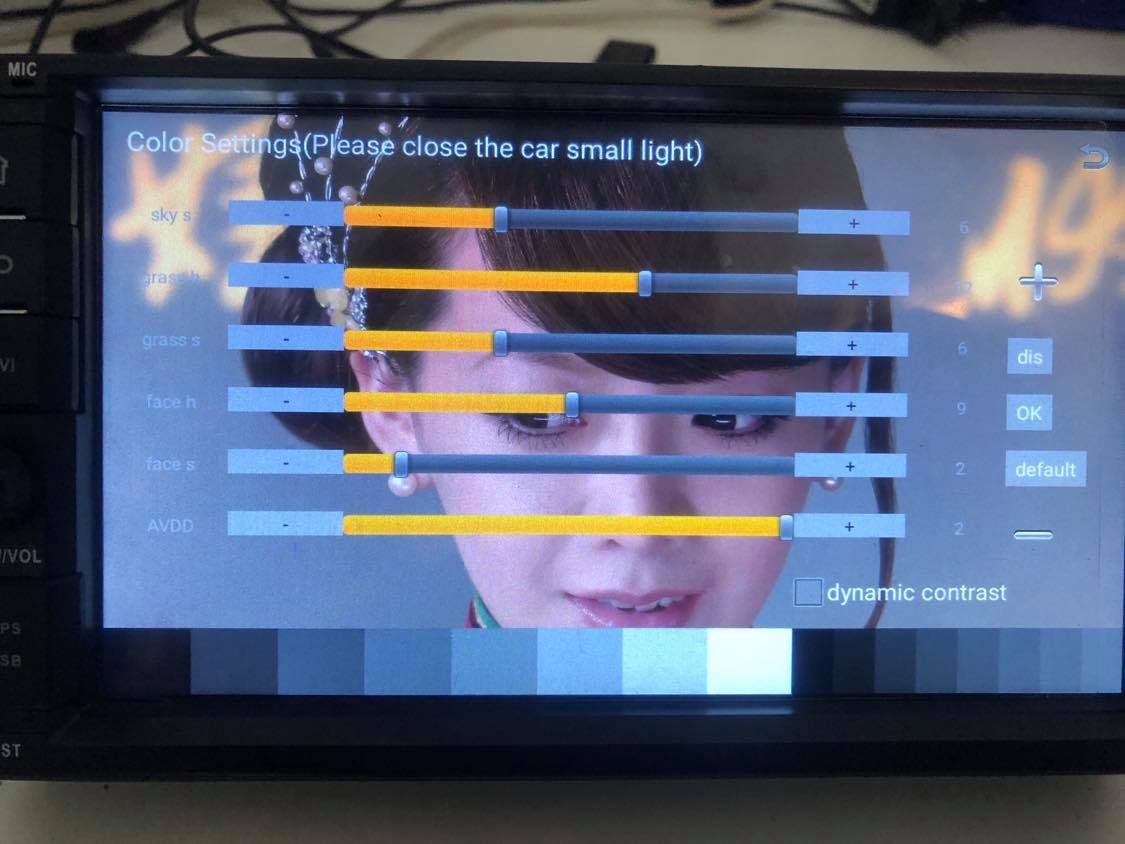 MIC
Color Settings(Please close the car small light)
sky s - + 6
grass h - + 12
grass s - + 6
face h - + 9
face s - + 2
AVDD - + 2
+
dis
OK
default
−
dynamic contrast
/VOL
PS
SB
ST